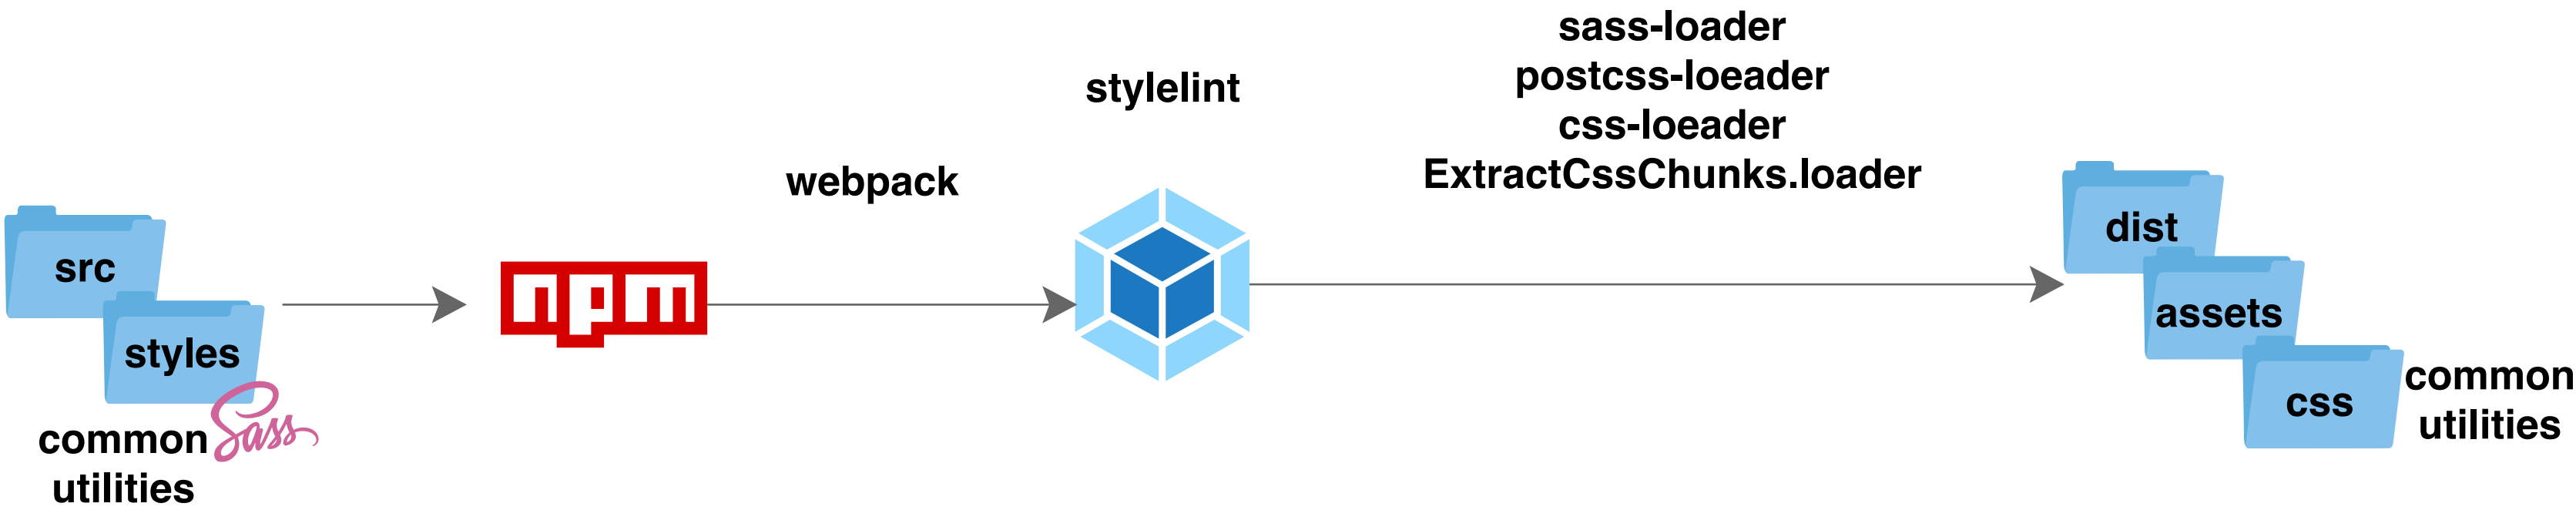 src
styles
common
utilities
Sass
npm
webpack
stylelint
sass-loader
postcss-loeader
css-loeader
ExtractCssChunks.loader
dist
assets
css
common
utilities